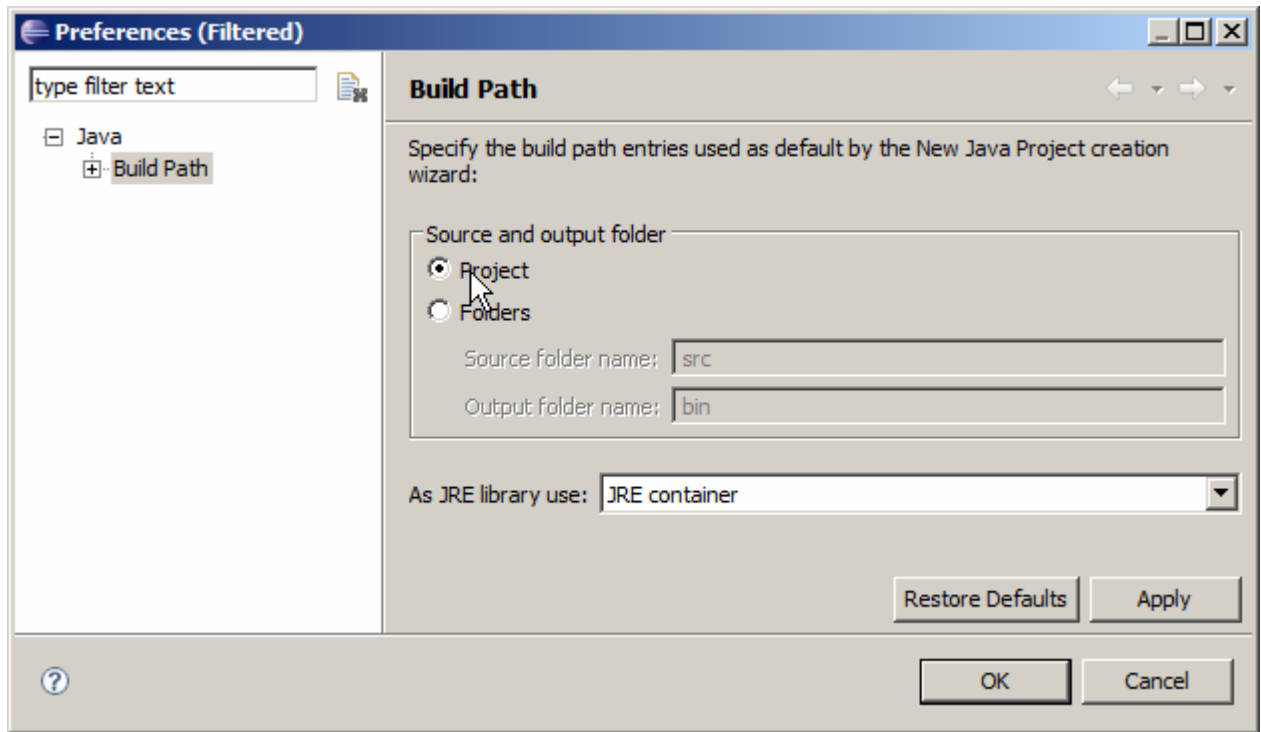 Preferences (Filtered)
type filter text
Java
Build Path
Build Path
Specify the build path entries used as default by the New Java Project creation
wizard:
Source and output folder
Project
Folders
Source folder name: src
Output folder name: bin
As JRE library use: JRE container
Restore Defaults Apply
OK Cancel